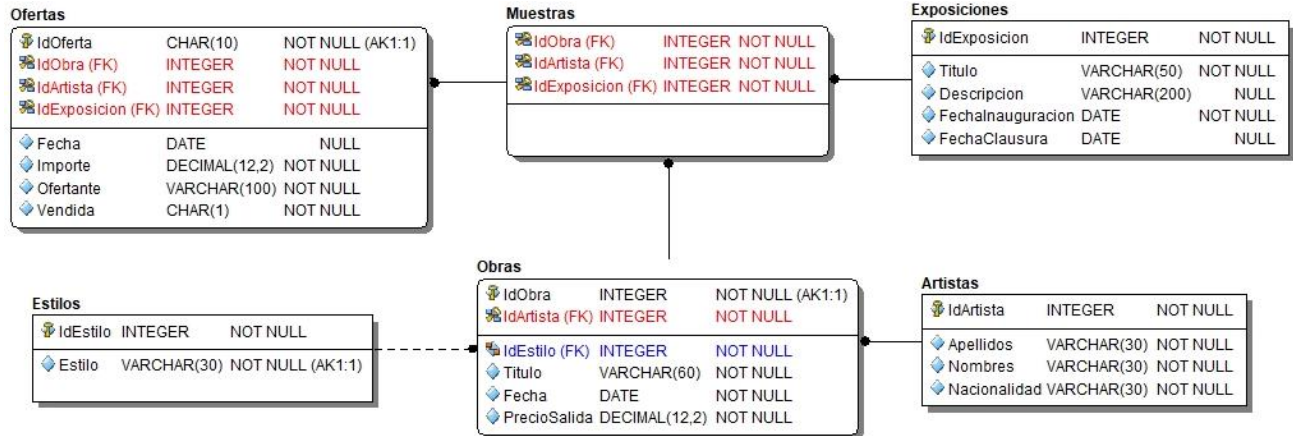 Ofertas
IdOferta CHAR(10) NOT NULL (AK1:1)
IdObra (FK) INTEGER NOT NULL
IdArtista (FK) INTEGER NOT NULL
IdExposicion (FK) INTEGER NOT NULL
Fecha DATE NULL
Importe DECIMAL(12,2) NOT NULL
Ofertante VARCHAR(100) NOT NULL
Vendida CHAR(1) NOT NULL
Muestras
IdObra (FK) INTEGER NOT NULL
IdArtista (FK) INTEGER NOT NULL
IdExposicion (FK) INTEGER NOT NULL
Exposiciones
IdExposicion INTEGER NOT NULL
Titulo VARCHAR(50) NOT NULL
Descripcion VARCHAR(200) NULL
FechaInauguracion DATE NOT NULL
FechaClausura DATE NULL
Estilos
IdEstilo INTEGER NOT NULL
Estilo VARCHAR(30) NOT NULL (AK1:1)
Obras
IdObra INTEGER NOT NULL (AK1:1)
IdArtista (FK) INTEGER NOT NULL
IdEstilo (FK) INTEGER NOT NULL
Titulo VARCHAR(60) NOT NULL
Fecha DATE NOT NULL
PrecioSalida DECIMAL(12,2) NOT NULL
Artistas
IdArtista INTEGER NOT NULL
Apellidos VARCHAR(30) NOT NULL
Nombres VARCHAR(30) NOT NULL
Nacionalidad VARCHAR(30) NOT NULL